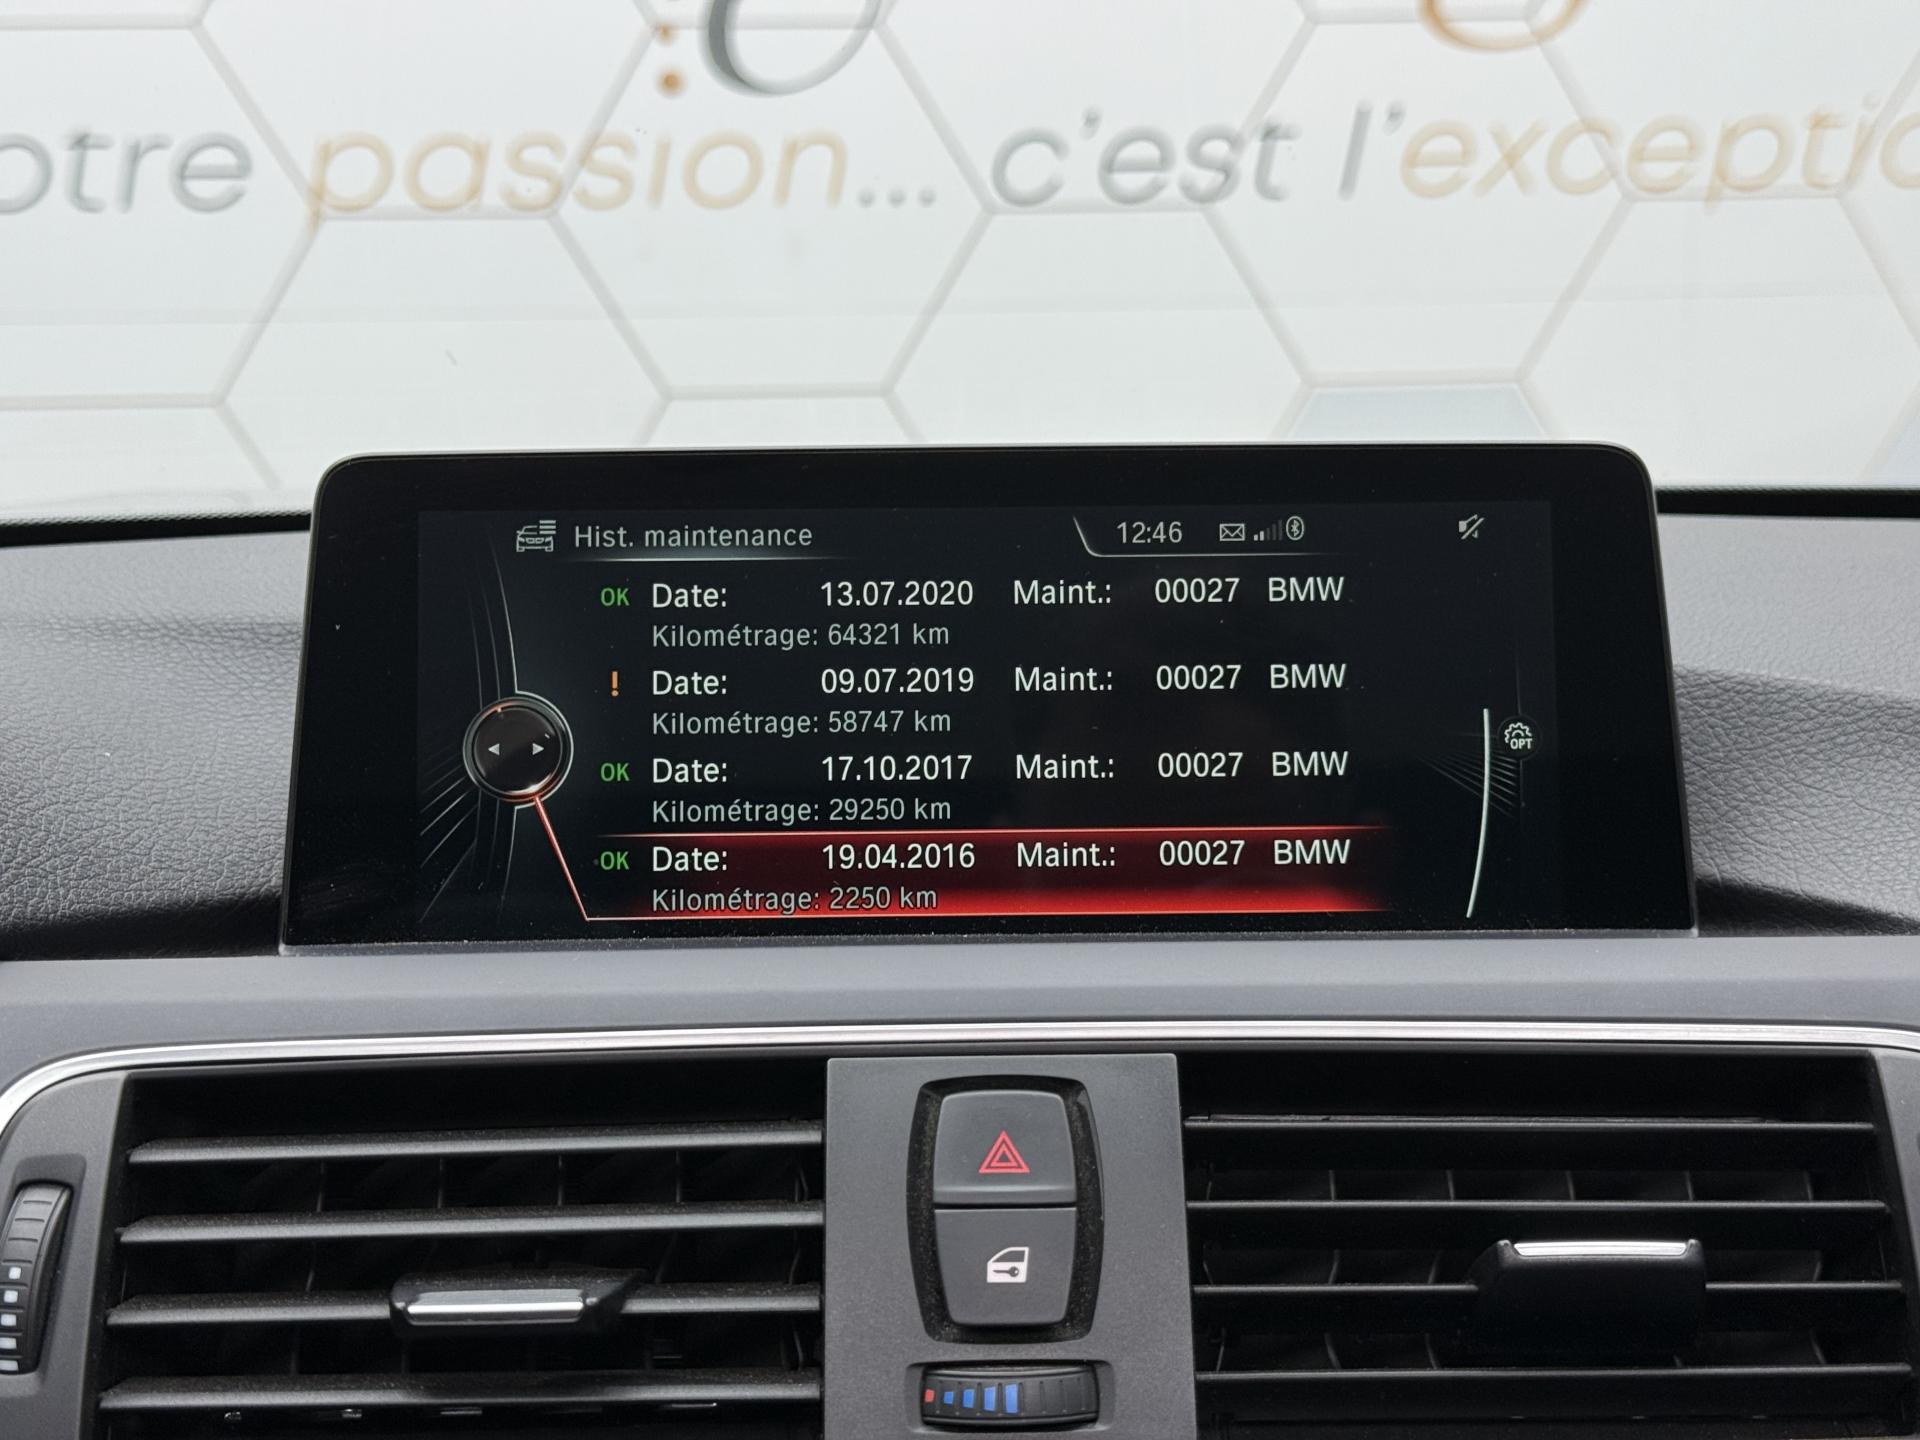 otre passion... c'est l'exceptio
Hist. maintenance 12:46
OK Date: 13.07.2020 Maint.: 00027 BMW
Kilométrage: 64321 km
! Date: 09.07.2019 Maint.: 00027 BMW
Kilométrage: 58747 km
OPT
OK Date: 17.10.2017 Maint.: 00027 BMW
Kilométrage: 29250 km
OK Date: 19.04.2016 Maint.: 00027 BMW
Kilométrage: 2250 km